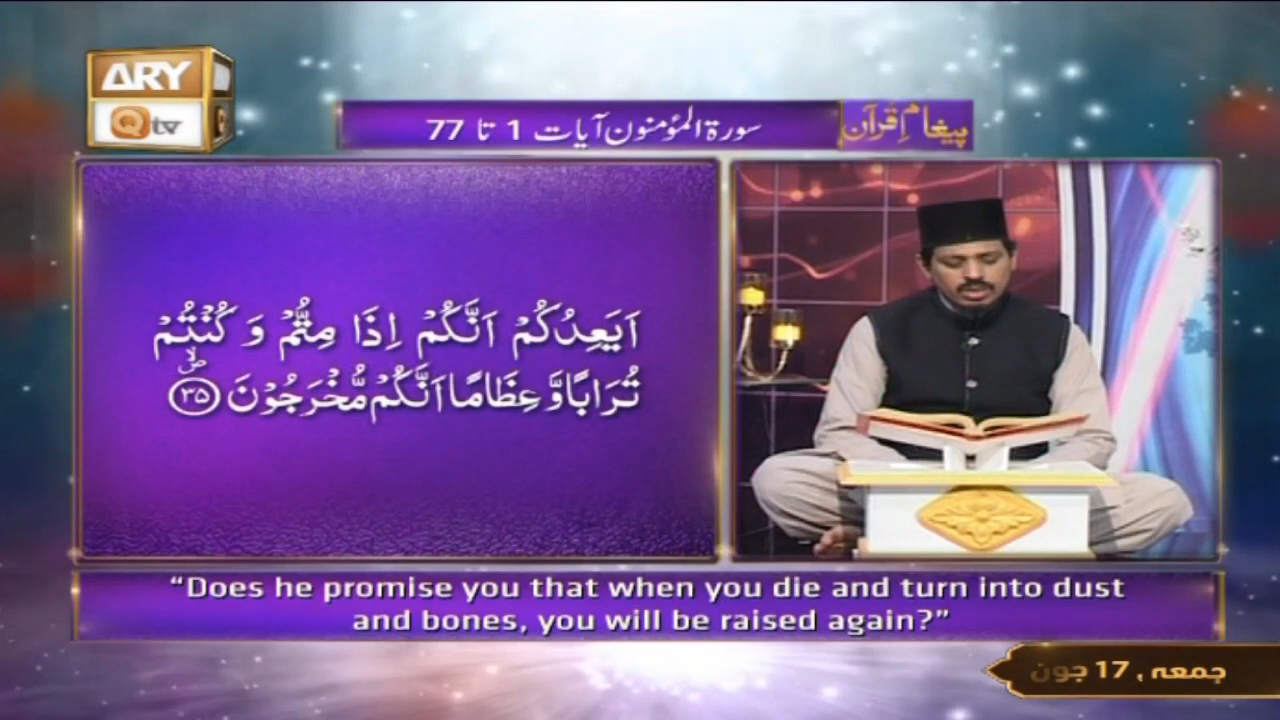 ARY
Qtv
سورۃ المؤمنون آیات 1 تا 77
پیغامِ قرآن
اَیَعِدُكُمْ اَنَّكُمْ اِذَا مِتُّمْ وَ كُنْتُمْ
تُرَابًا وَّ عِظَامًا اَنَّكُمْ مُّخْرَجُوْنَ ﴿۳۵﴾
“Does he promise you that when you die and turn into dust
and bones, you will be raised again?”
جمعہ، 17 جون